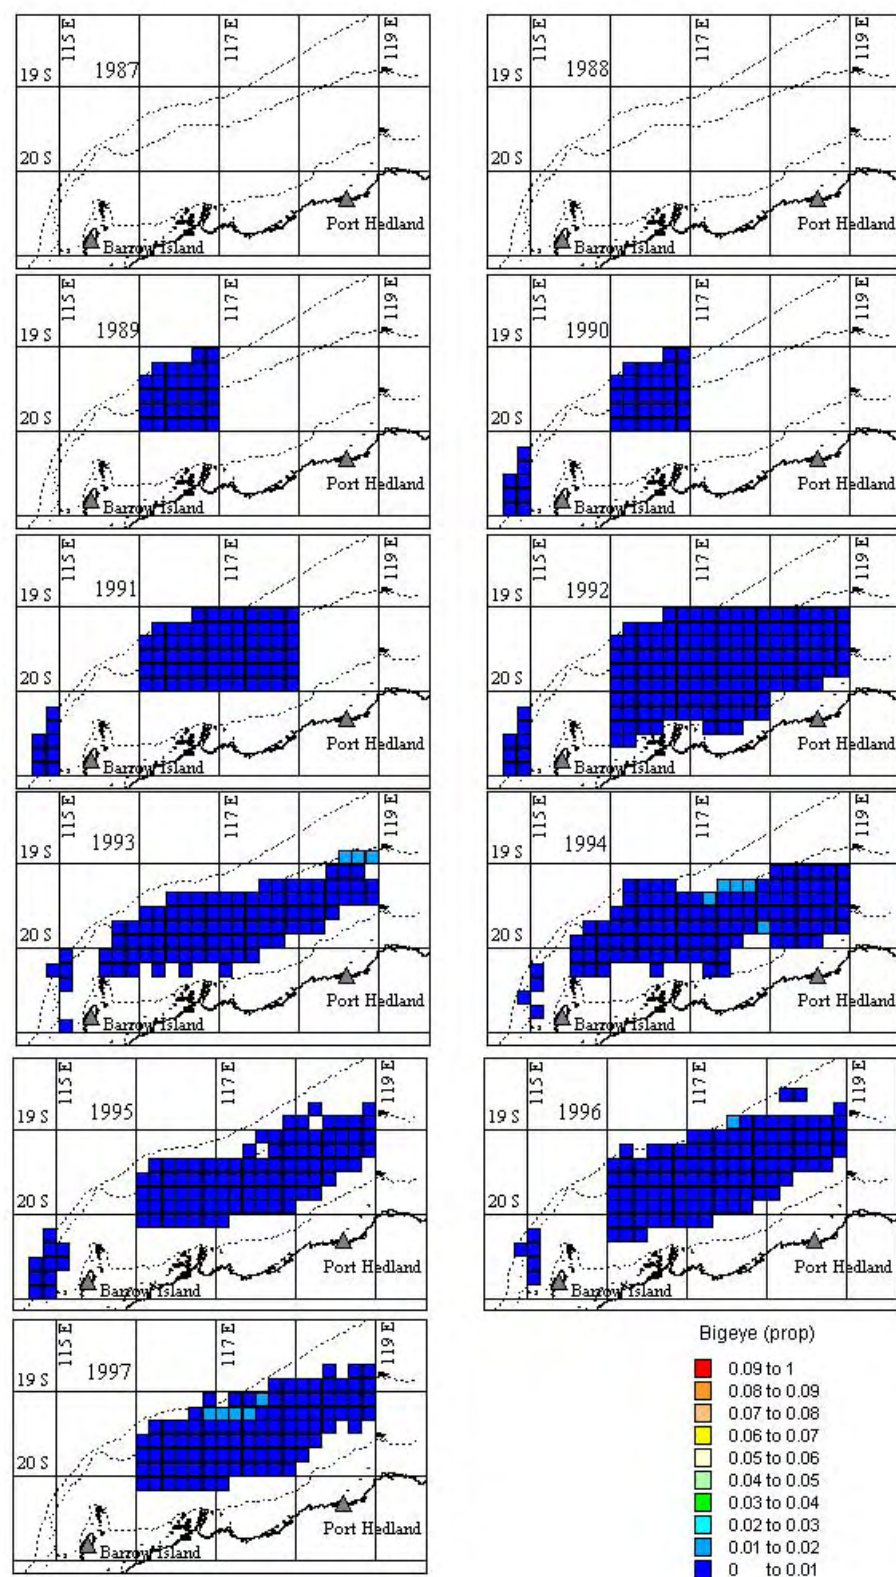 115 E
117 E
119 E
19 S
1987
20 S
Port Hedland
Barrow Island
115 E
117 E
119 E
19 S
1988
20 S
Port Hedland
Barrow Island
115 E
117 E
119 E
19 S
1989
20 S
Port Hedland
Barrow Island
115 E
117 E
119 E
19 S
1990
20 S
Port Hedland
Barrow Island
115 E
117 E
119 E
19 S
1991
20 S
Port Hedland
Barrow Island
115 E
117 E
119 E
19 S
1992
20 S
Port Hedland
Barrow Island
115 E
117 E
119 E
19 S
1993
20 S
Port Hedland
Barrow Island
115 E
117 E
119 E
19 S
1994
20 S
Port Hedland
Barrow Island
115 E
117 E
119 E
19 S
1995
20 S
Port Hedland
Barrow Island
115 E
117 E
119 E
19 S
1996
20 S
Port Hedland
Barrow Island
115 E
117 E
119 E
19 S
1997
20 S
Port Hedland
Barrow Island
Bigeye (prop)
0.09 to 1
0.08 to 0.09
0.07 to 0.08
0.06 to 0.07
0.05 to 0.06
0.04 to 0.05
0.03 to 0.04
0.02 to 0.03
0.01 to 0.02
0 to 0.01